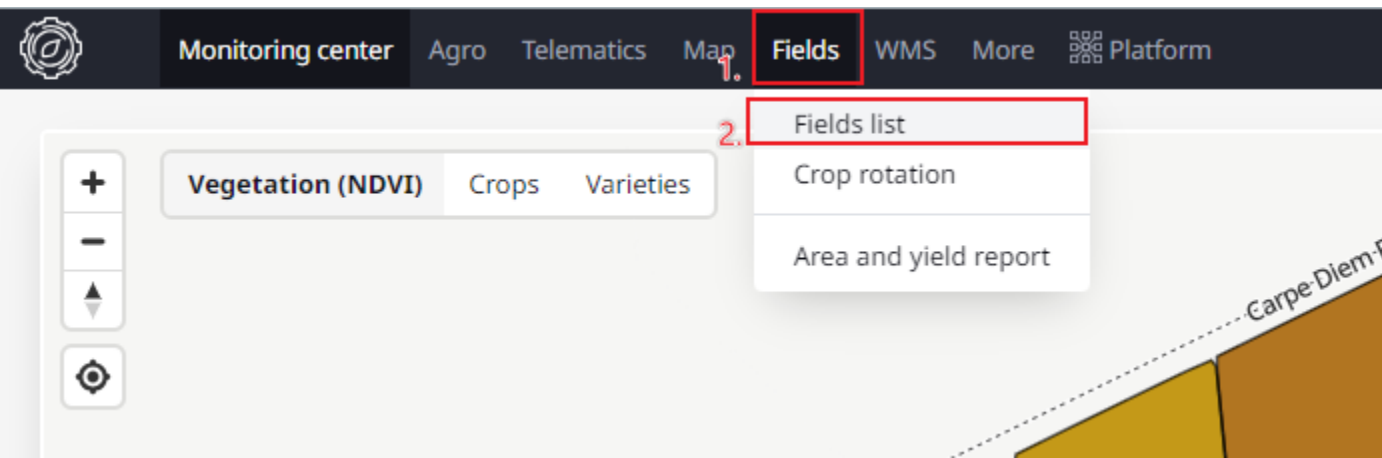 Monitoring center Agro Telematics Map Fields WMS More Platform
1.
2. Fields list
Vegetation (NDVI) Crops Varieties
Crop rotation
Area and yield report
Carpe·Diem·